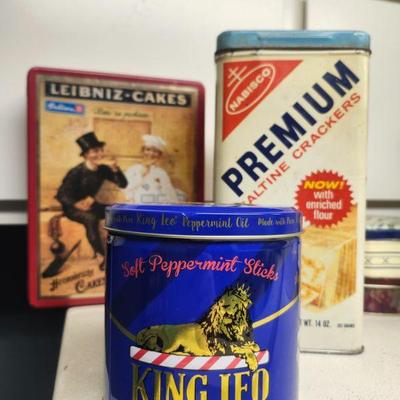 LEIBNIZ-CAKES
Bahlsen
NABISCO
PREMIUM
SALTINE CRACKERS
NOW!
with
enriched
flour
WT. 14 OZ.
King Leo® Peppermint Oil
Made with Pure
Soft Peppermint Sticks
KING LEO